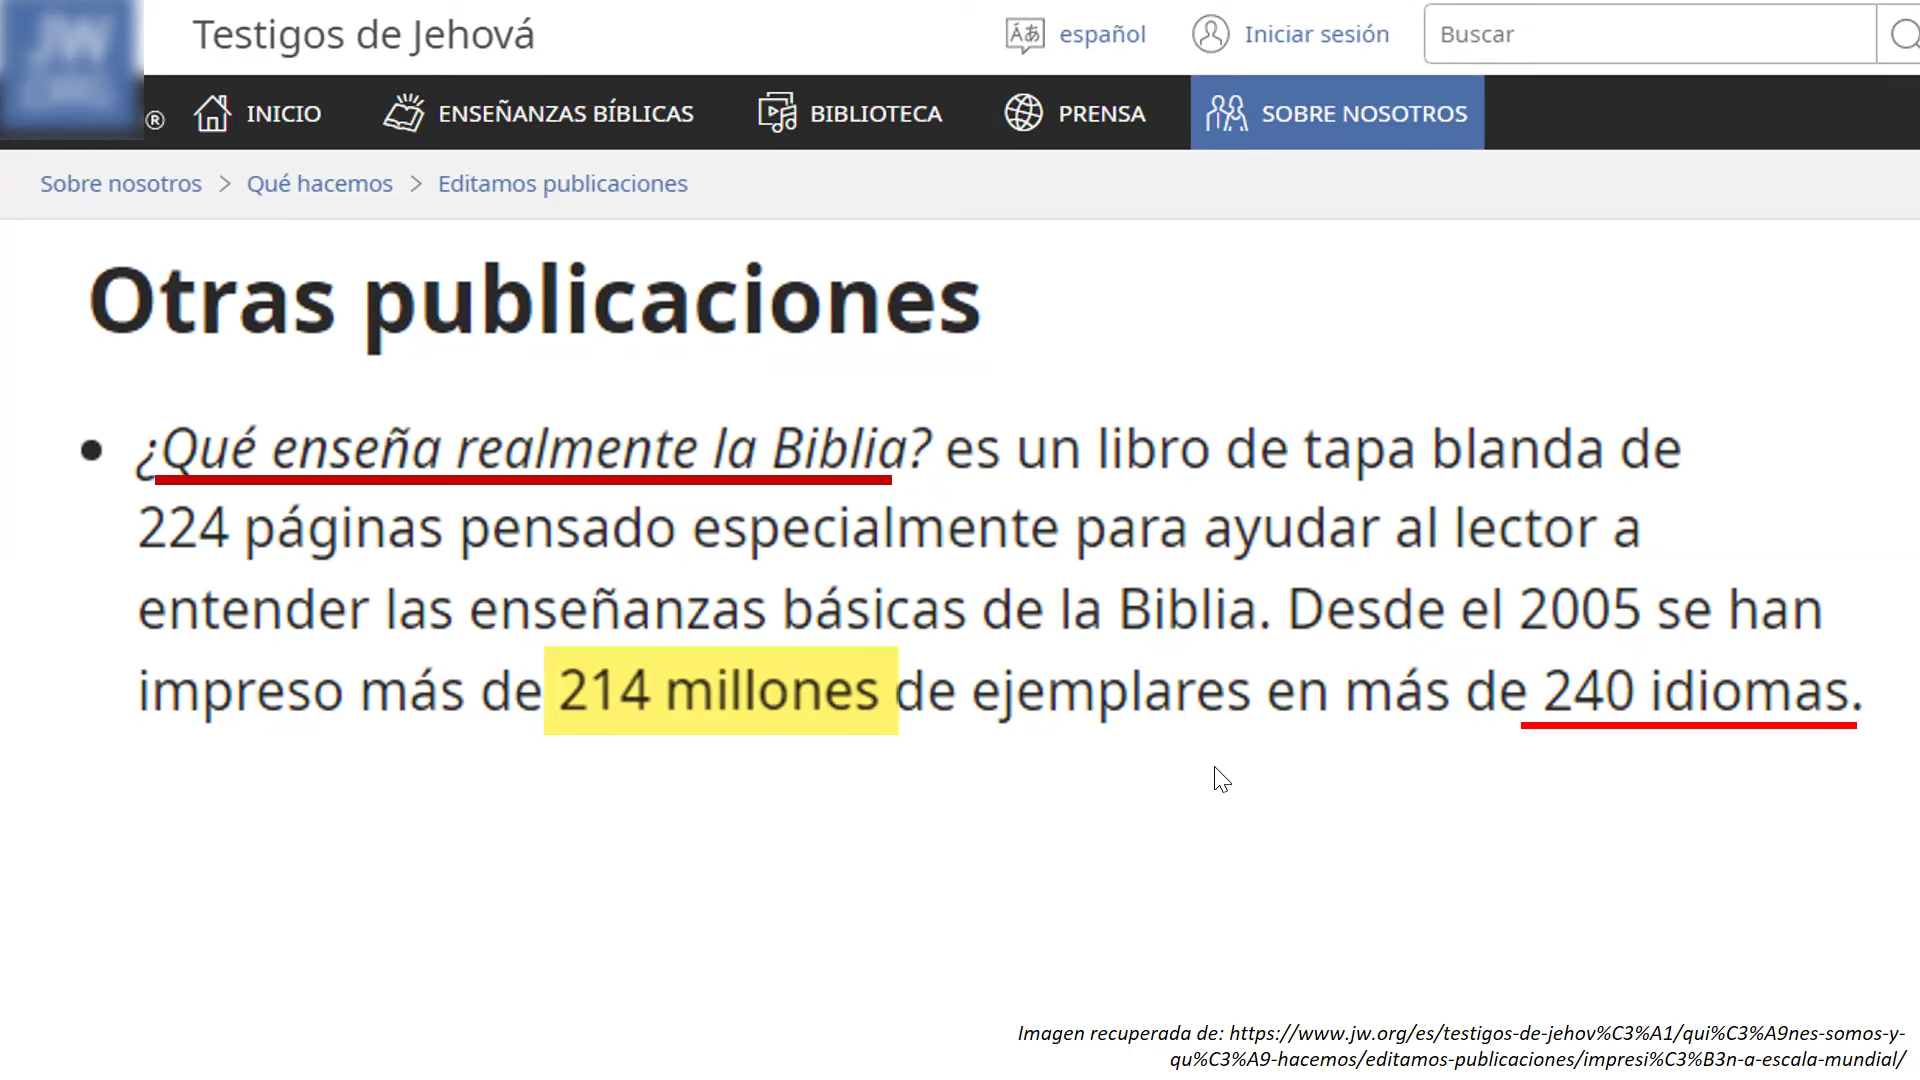 JW
Testigos de Jehová
español
Iniciar sesión
Buscar
®
INICIO
ENSEÑANZAS BÍBLICAS
BIBLIOTECA
PRENSA
SOBRE NOSOTROS
Sobre nosotros > Qué hacemos > Editamos publicaciones
Otras publicaciones
• ¿Qué enseña realmente la Biblia? es un libro de tapa blanda de
224 páginas pensado especialmente para ayudar al lector a
entender las enseñanzas básicas de la Biblia. Desde el 2005 se han
impreso más de 214 millones de ejemplares en más de 240 idiomas.
Imagen recuperada de: https://www.jw.org/es/testigos-de-jehov%C3%A1/qui%C3%A9nes-somos-y-
qu%C3%A9-hacemos/editamos-publicaciones/impresi%C3%B3n-a-escala-mundial/